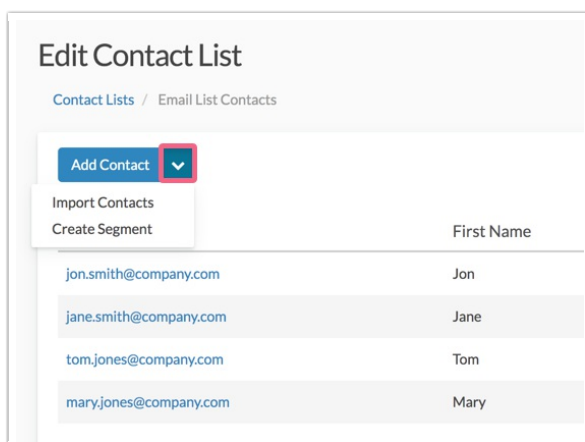 Edit Contact List
Contact Lists / Email List Contacts
Add Contact
Import Contacts
Create Segment
First Name
jon.smith@company.com Jon
jane.smith@company.com Jane
tom.jones@company.com Tom
mary.jones@company.com Mary